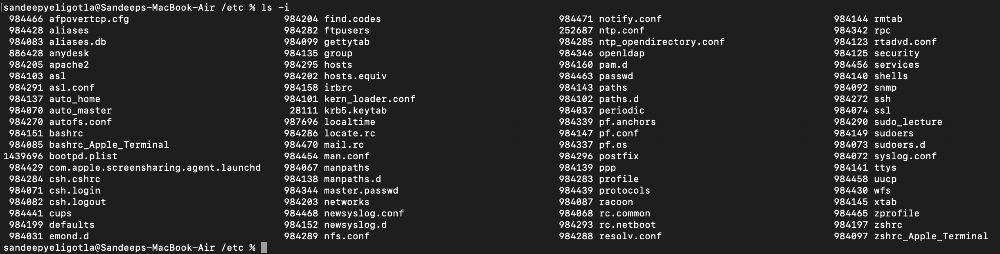 sandeepyeligotla@Sandeeps-MacBook-Air /etc % ls -i
984466 afpovertcp.cfg 984204 find.codes 984471 notify.conf 984144 rmtab
984428 aliases 984282 ftpusers 252687 ntp.conf 984342 rpc
984083 aliases.db 984099 gettytab 984285 ntp_opendirectory.conf 984123 rtadvd.conf
886428 anydesk 984135 group 984346 openldap 984125 security
984205 apache2 984295 hosts 984160 pam.d 984456 services
984103 asl 984202 hosts.equiv 984463 passwd 984140 shells
984291 asl.conf 984158 irbrc 984143 paths 984092 snmp
984137 auto_home 984101 kern_loader.conf 984102 paths.d 984272 ssh
984070 auto_master 28111 krb5.keytab 984037 periodic 984074 ssl
984270 autofs.conf 987696 localtime 984339 pf.anchors 984290 sudo_lecture
984151 bashrc 984286 locate.rc 984147 pf.conf 984149 sudoers
984085 bashrc_Apple_Terminal 984470 mail.rc 984337 pf.os 984073 sudoers.d
1439696 bootpd.plist 984454 man.conf 984296 postfix 984072 syslog.conf
984429 com.apple.screensharing.agent.launchd 984067 manpaths 984139 ppp 984141 ttys
984284 csh.cshrc 984138 manpaths.d 984283 profile 984458 uucp
984071 csh.login 984344 master.passwd 984439 protocols 984430 wfs
984082 csh.logout 984203 networks 984087 racoon 984145 xtab
984441 cups 984468 newsyslog.conf 984068 rc.common 984465 zprofile
984199 defaults 984152 newsyslog.d 984293 rc.netboot 984197 zshrc
984031 emond.d 984289 nfs.conf 984288 resolv.conf 984097 zshrc_Apple_Terminal
sandeepyeligotla@Sandeeps-MacBook-Air /etc %